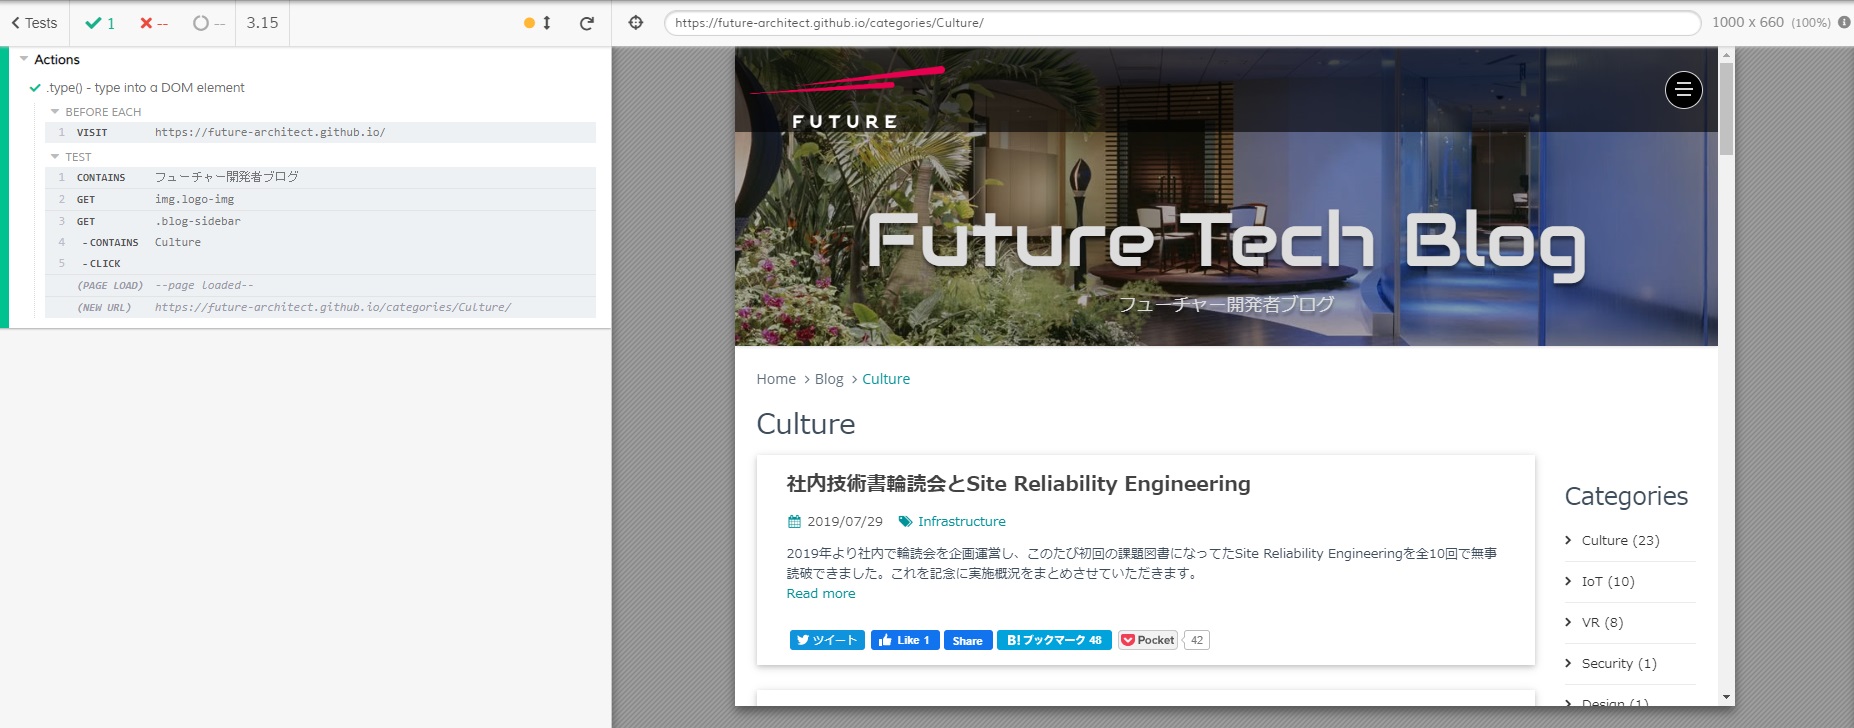 Tests 1 -- -- 3.15
https://future-architect.github.io/categories/Culture/ 1000 x 660 (100%)
Actions
.type() - type into a DOM element
BEFORE EACH
1 VISIT https://future-architect.github.io/
TEST
1 CONTAINS フューチャー開発者ブログ
2 GET img.logo-img
3 GET .blog-sidebar
4 - CONTAINS Culture
5 - CLICK
(PAGE LOAD) --page loaded--
(NEW URL) https://future-architect.github.io/categories/Culture/
FUTURE
Future Tech Blog
フューチャー開発者ブログ
Home > Blog > Culture
Culture
社内技術書輪読会とSite Reliability Engineering
2019/07/29 Infrastructure
2019年より社内で輪読会を企画運営し、このたび初回の課題図書になってたSite Reliability Engineeringを全10回で無事
読破できました。これを記念に実施概況をまとめさせていただきます。
Read more
ツイート Like 1 Share B!ブックマーク 48 Pocket 42
Categories
Culture (23)
IoT (10)
VR (8)
Security (1)
Design (1)